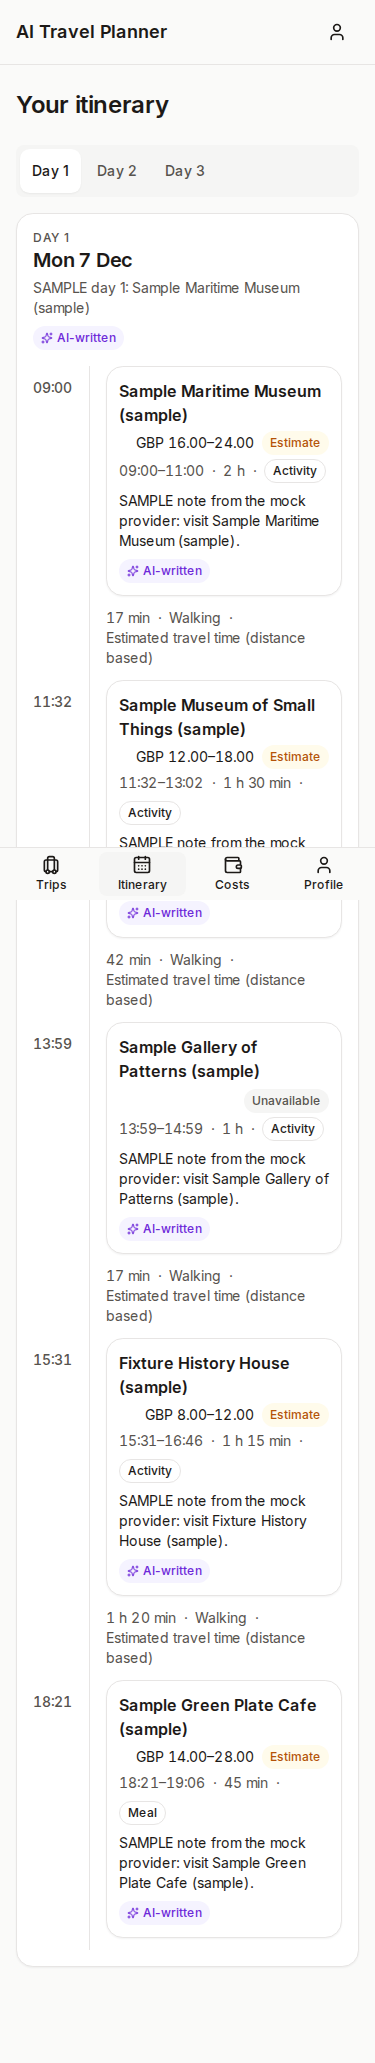 AI Travel Planner
Your itinerary
Day 1
Day 2
Day 3
DAY 1
Mon 7 Dec
SAMPLE day 1: Sample Maritime Museum
(sample)
AI-written
09:00
Sample Maritime Museum
(sample)
GBP 16.00–24.00 Estimate
09:00–11:00 · 2 h · Activity
SAMPLE note from the mock
provider: visit Sample Maritime
Museum (sample).
AI-written
17 min · Walking ·
Estimated travel time (distance
based)
11:32
Sample Museum of Small
Things (sample)
GBP 12.00–18.00 Estimate
11:32–13:02 · 1 h 30 min ·
Activity
SAMPLE note from the mock
Trips
Itinerary
Costs
Profile
AI-written
42 min · Walking ·
Estimated travel time (distance
based)
13:59
Sample Gallery of
Patterns (sample)
Unavailable
13:59–14:59 · 1 h · Activity
SAMPLE note from the mock
provider: visit Sample Gallery of
Patterns (sample).
AI-written
17 min · Walking ·
Estimated travel time (distance
based)
15:31
Fixture History House
(sample)
GBP 8.00–12.00 Estimate
15:31–16:46 · 1 h 15 min ·
Activity
SAMPLE note from the mock
provider: visit Fixture History
House (sample).
AI-written
1 h 20 min · Walking ·
Estimated travel time (distance
based)
18:21
Sample Green Plate Cafe
(sample)
GBP 14.00–28.00 Estimate
18:21–19:06 · 45 min ·
Meal
SAMPLE note from the mock
provider: visit Sample Green
Plate Cafe (sample).
AI-written